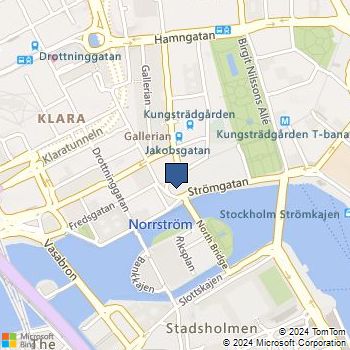 Hamngatan
Drottninggatan
Birgit Nilssons Allé
Gallerian
KLARA
Kungsträdgården
Gallerian
Kungsträdgården T-bana
Klaratunneln
Jakobsgatan
Drottninggatan
Strömgatan
Fredsgatan
Stockholm Strömkajen
Norrström
Vasabron
North Bridge
Riksplan
Bankkajen
Slottskajen
Stadsholmen
The
Microsoft
Bing
© 2024 TomTom
© 2024 Microsoft Corporation